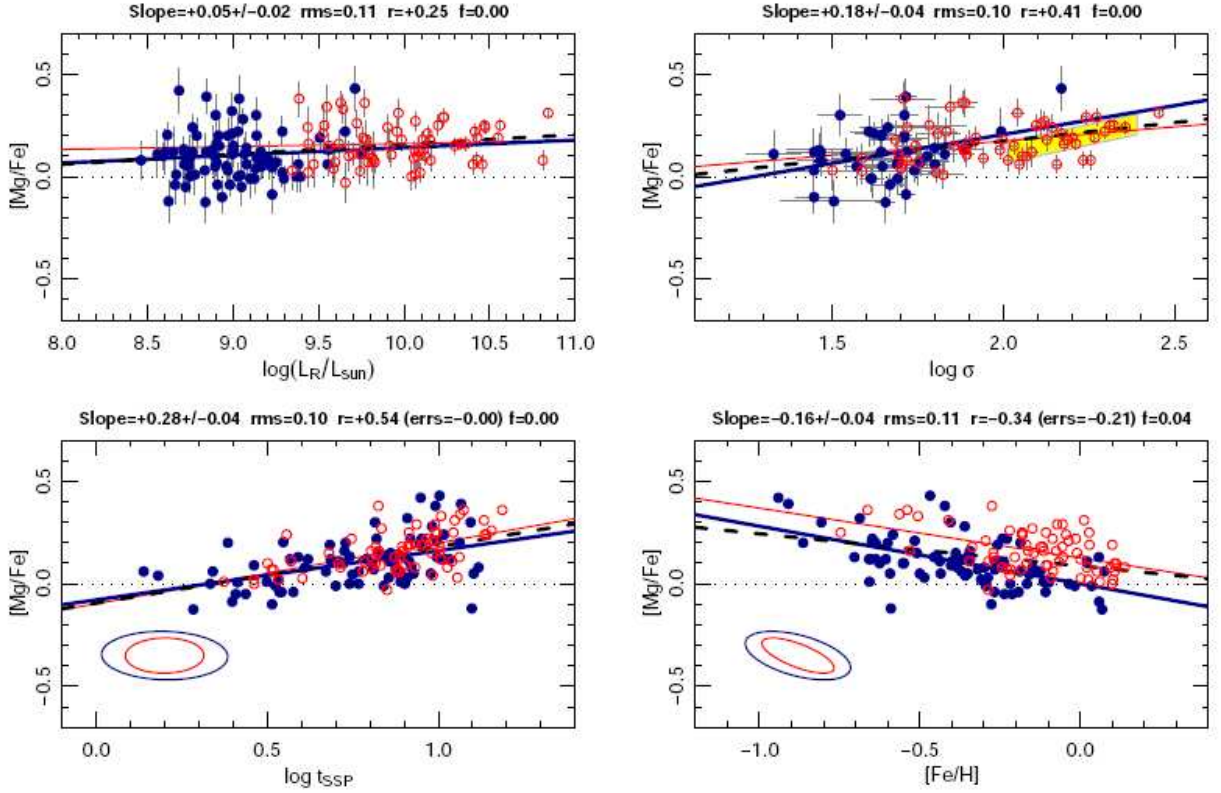 Slope=+0.05+/-0.02 rms=0.11 r=+0.25 f=0.00
[Mg/Fe]
0.5
0.0
−0.5
8.0 8.5 9.0 9.5 10.0 10.5 11.0
log(L_R/L_sun)
Slope=+0.18+/-0.04 rms=0.10 r=+0.41 f=0.00
[Mg/Fe]
0.5
0.0
−0.5
1.5 2.0 2.5
log σ
Slope=+0.28+/-0.04 rms=0.10 r=+0.54 (errs=-0.00) f=0.00
[Mg/Fe]
0.5
0.0
−0.5
0.0 0.5 1.0
log t_SSP
Slope=-0.16+/-0.04 rms=0.11 r=-0.34 (errs=-0.21) f=0.04
[Mg/Fe]
0.5
0.0
−0.5
−1.0 −0.5 0.0
[Fe/H]